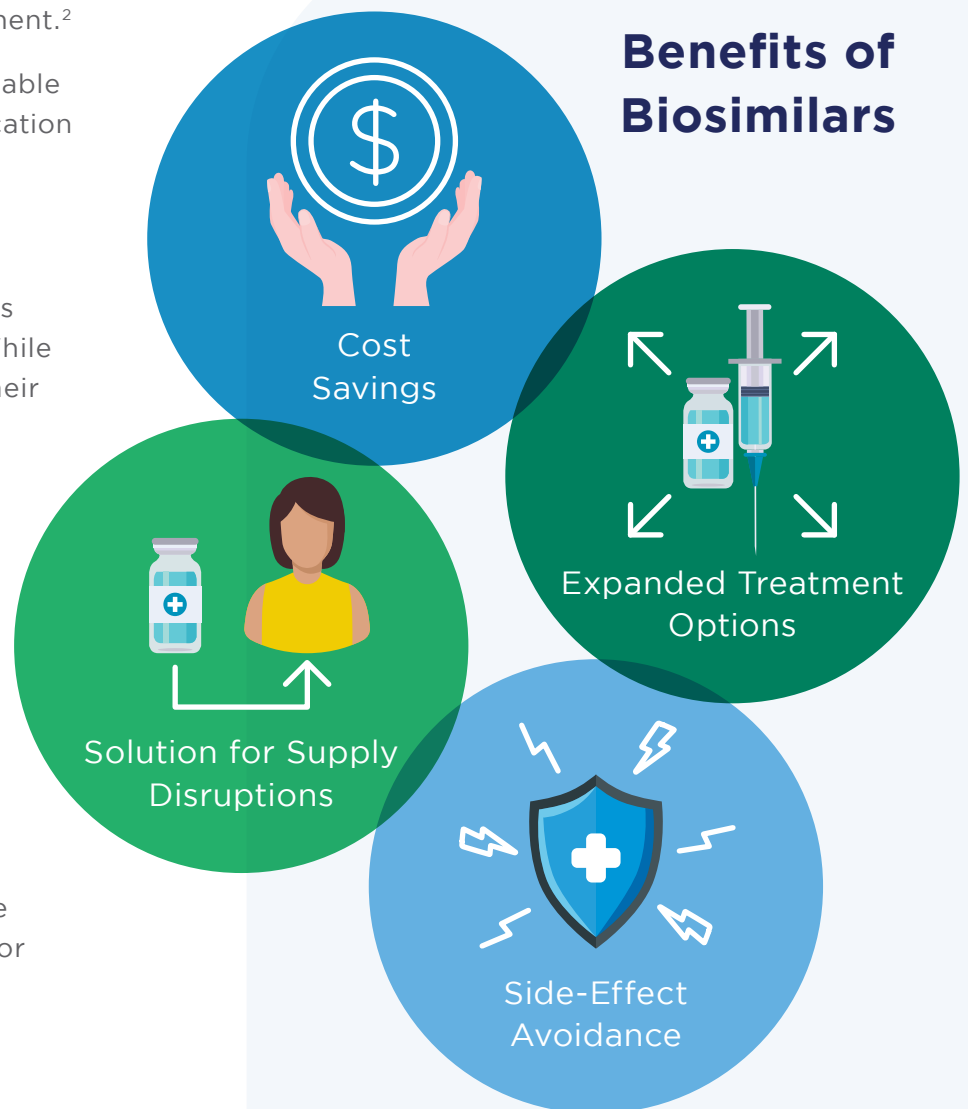 ment.²
able
cation
s
hile
heir
e
or
Benefits of
Biosimilars
$
Cost
Savings
Expanded Treatment
Options
Solution for Supply
Disruptions
Side-Effect
Avoidance